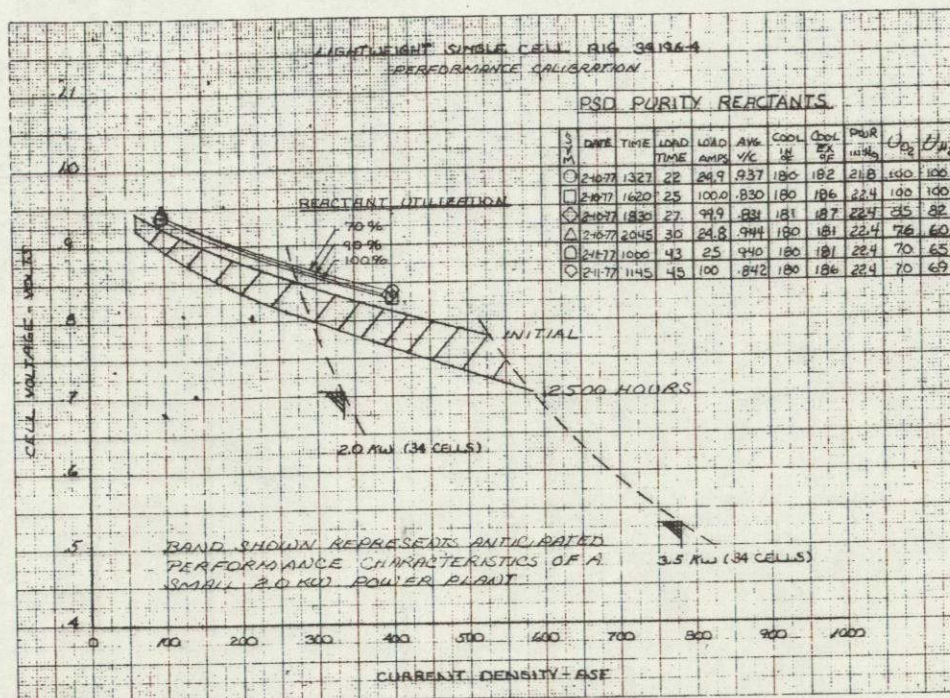 LIGHTWEIGHT SINGLE CELL RIG 39196-4
PERFORMANCE CALIBRATION
PSD PURITY REACTANTS
SYM DATE TIME LOAD TIME LOAD AMPS AVG V/C COOL IN °F COOL EX °F PWR IN HG UO2 UH2
○ 2-10-77 1327 22 24.9 .937 180 182 21.8 100 100
□ 2-10-77 1620 25 100.0 .830 180 186 22.4 100 100
◇ 2-10-77 1830 27 99.9 .831 181 187 22.4 85 88
△ 2-10-77 2045 30 24.8 .944 180 181 22.4 76 60
2-11-77 1000 43 25 .940 180 181 22.4 70 65
2-11-77 1145 45 100 .842 180 186 22.4 70 69
REACTANT UTILIZATION
70%
90%
100%
INITIAL
2500 HOURS
2.0 KW (34 CELLS)
3.5 KW (34 CELLS)
BAND SHOWN REPRESENTS ANTICIPATED
PERFORMANCE CHARACTERISTICS OF A
SMALL 2.0 KW POWER PLANT
CELL VOLTAGE - VOLTS
1.1
1.0
.9
.8
.7
.6
.5
.4
0 100 200 300 400 500 600 700 800 900 1000
CURRENT DENSITY - ASF